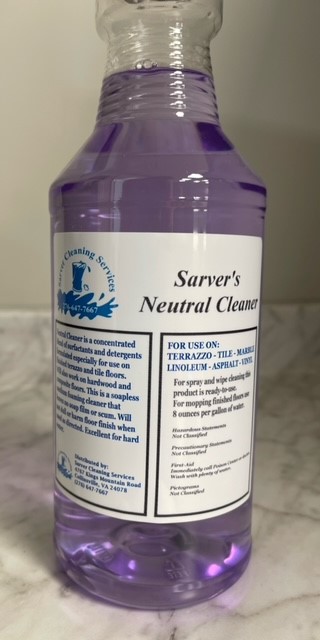 Cleaning Services
647-7667
Sarver's
Neutral Cleaner
Neutral Cleaner is a concentrated
of surfactants and detergents
especially for use on
terrazzo and tile floors.
work on hardwood and
floors. This is a soapless
foaming cleaner that
film or scum. Will
or harm floor finish when
directed. Excellent for hard
Distributed by:
Sarver Cleaning Services
Kings Mountain Road
VA 24078
(276) 647-7667
FOR USE ON:
TERRAZZO - TILE - MARBLE
LINOLEUM - ASPHALT - VINYL
For spray and wipe cleaning this
product is ready-to-use.
For mopping finished floors use
8 ounces per gallon of water.
Hazardous Statements
Not Classified
Precautionary Statements
Not Classified
First-Aid
Immediately call Poison Center
Wash with plenty of water.
Pictograms
Not Classified